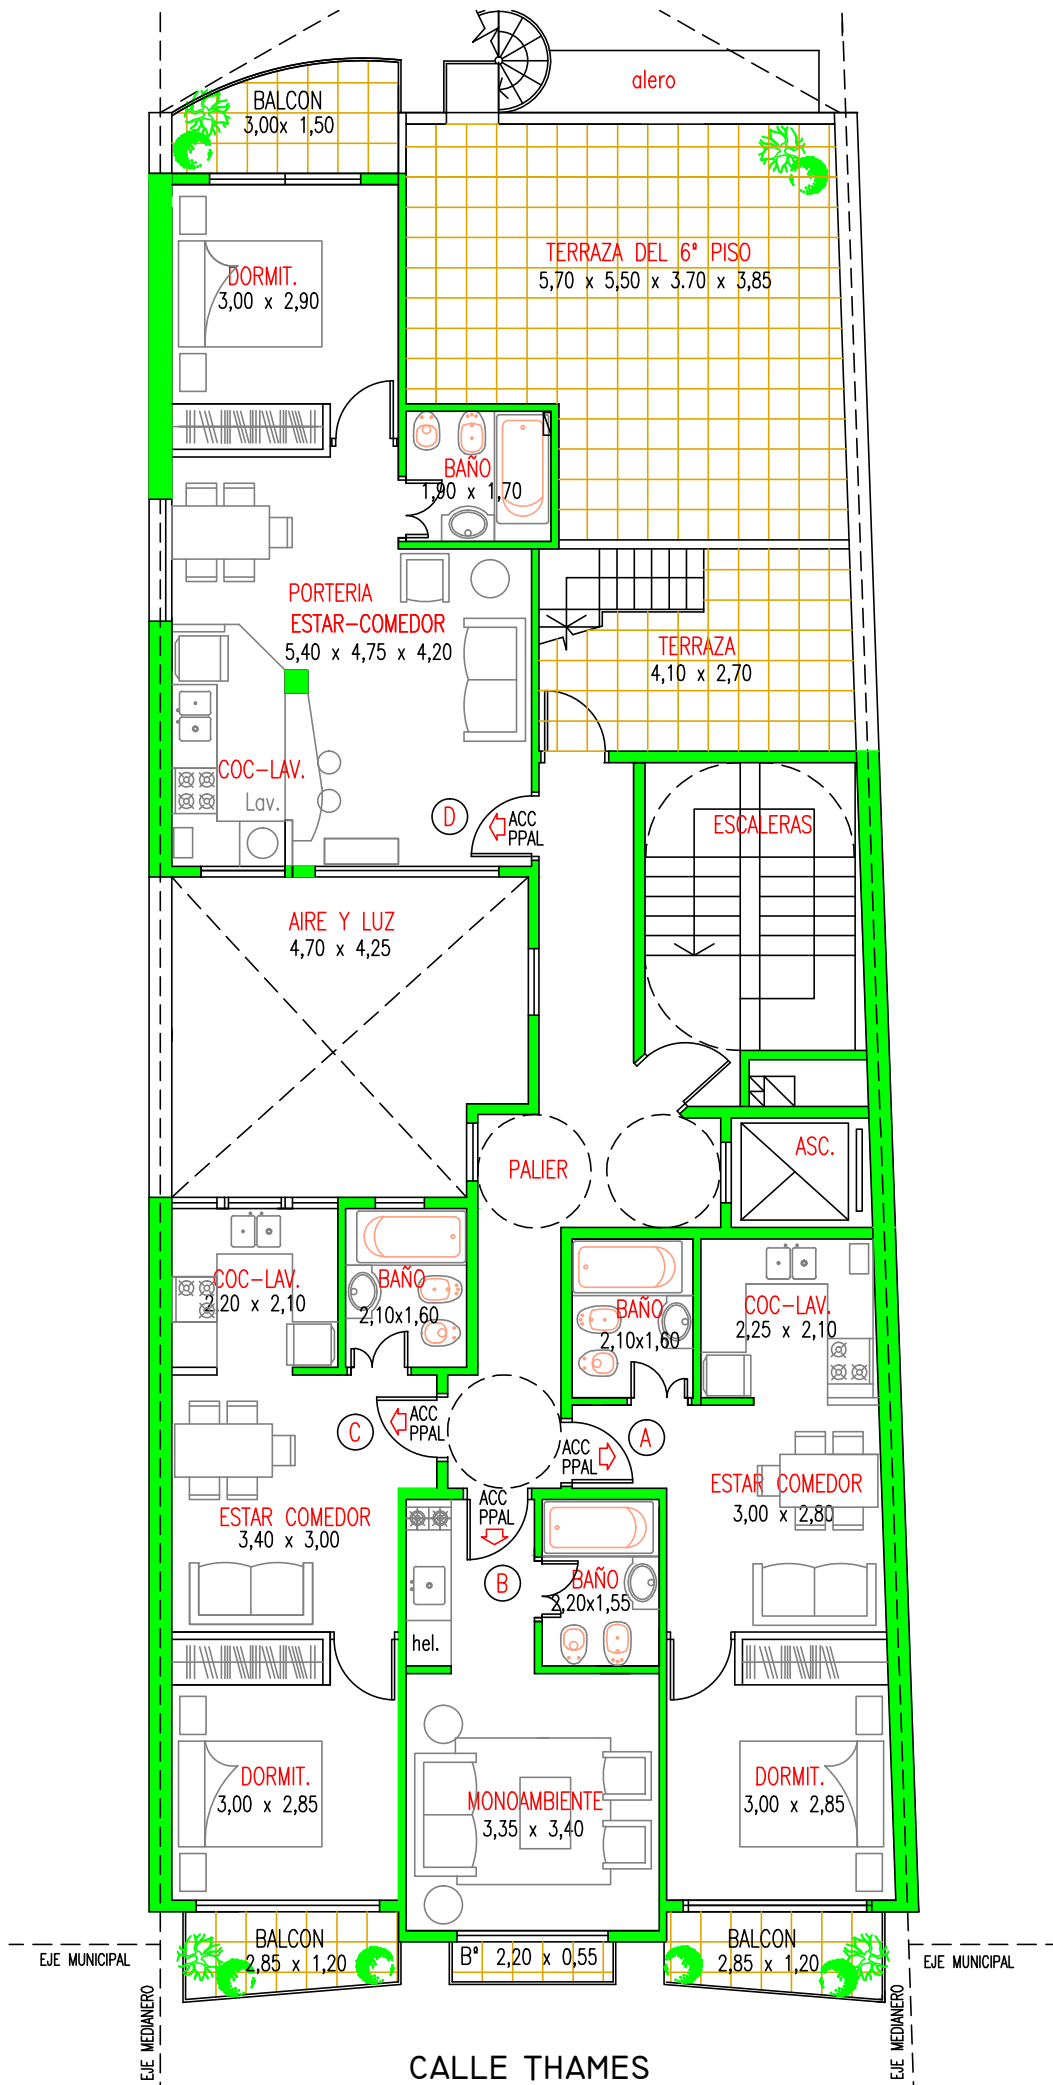 alero
BALCON
3,00x 1,50
TERRAZA DEL 6º PISO
5,70 x 5,50 x 3.70 x 3,85
DORMIT.
3,00 x 2,90
BAÑO
1,90 x 1,70
PORTERIA
ESTAR-COMEDOR
5,40 x 4,75 x 4,20
TERRAZA
4,10 x 2,70
COC-LAV.
Lav.
D
ACC
PPAL
ESCALERAS
AIRE Y LUZ
4,70 x 4,25
PALIER
ASC.
COC-LAV.
2,20 x 2,10
BAÑO
2,10x1,60
BAÑO
2,10x1,60
COC-LAV.
2,25 x 2,10
C
ACC
PPAL
ACC
PPAL
A
ESTAR COMEDOR
3,40 x 3,00
ACC
PPAL
ESTAR COMEDOR
3,00 x 2,80
B
BAÑO
2,20x1,55
hel.
DORMIT.
3,00 x 2,85
MONOAMBIENTE
3,35 x 3,40
DORMIT.
3,00 x 2,85
BALCON
2,85 x 1,20
Bº 2,20 x 0,55
BALCON
2,85 x 1,20
EJE MUNICIPAL
EJE MUNICIPAL
EJE MEDIANERO
EJE MEDIANERO
CALLE THAMES